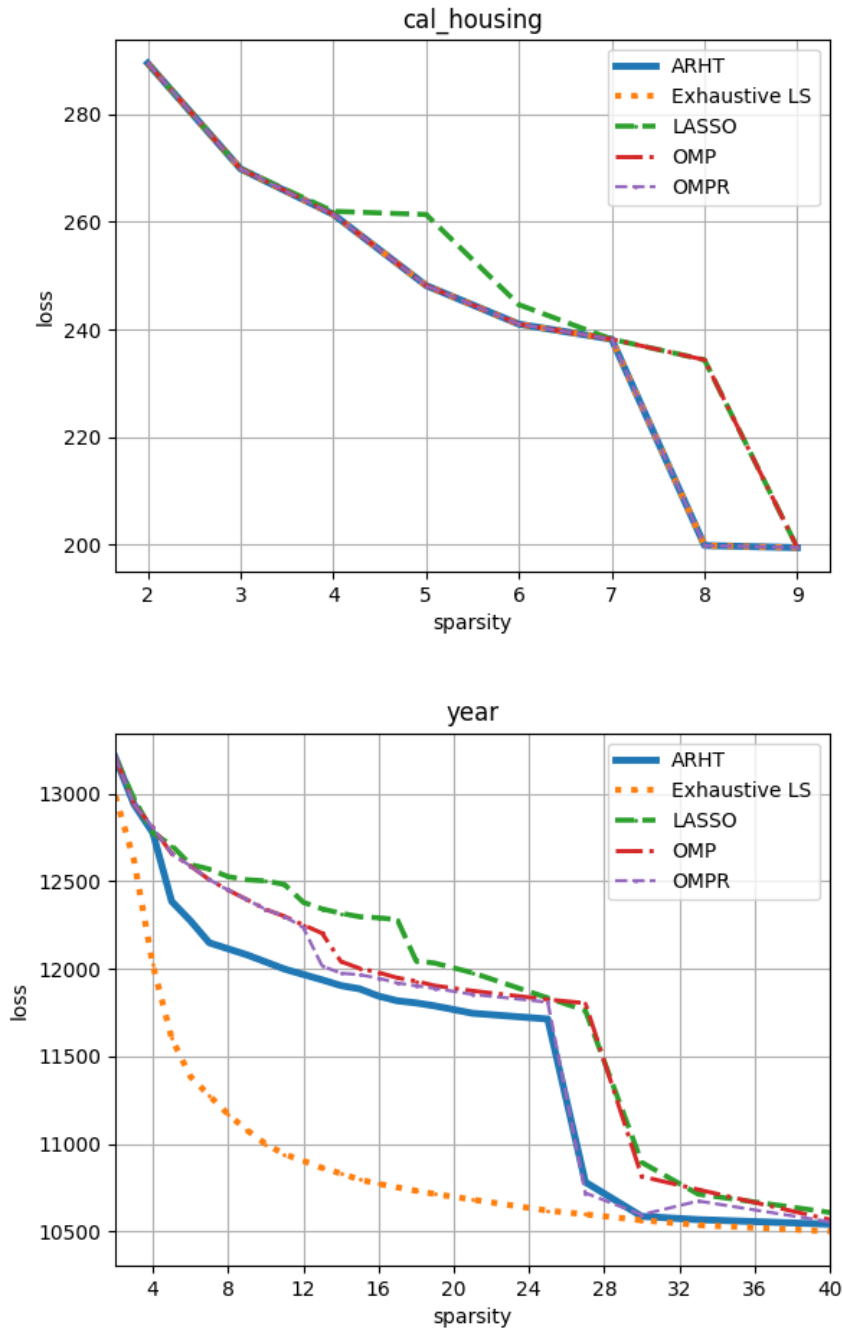 cal_housing
ARHT
Exhaustive LS
LASSO
OMP
OMPR
280
260
240
220
200
loss
2 3 4 5 6 7 8 9
sparsity
year
ARHT
Exhaustive LS
LASSO
OMP
OMPR
13000
12500
12000
11500
11000
10500
loss
4 8 12 16 20 24 28 32 36 40
sparsity